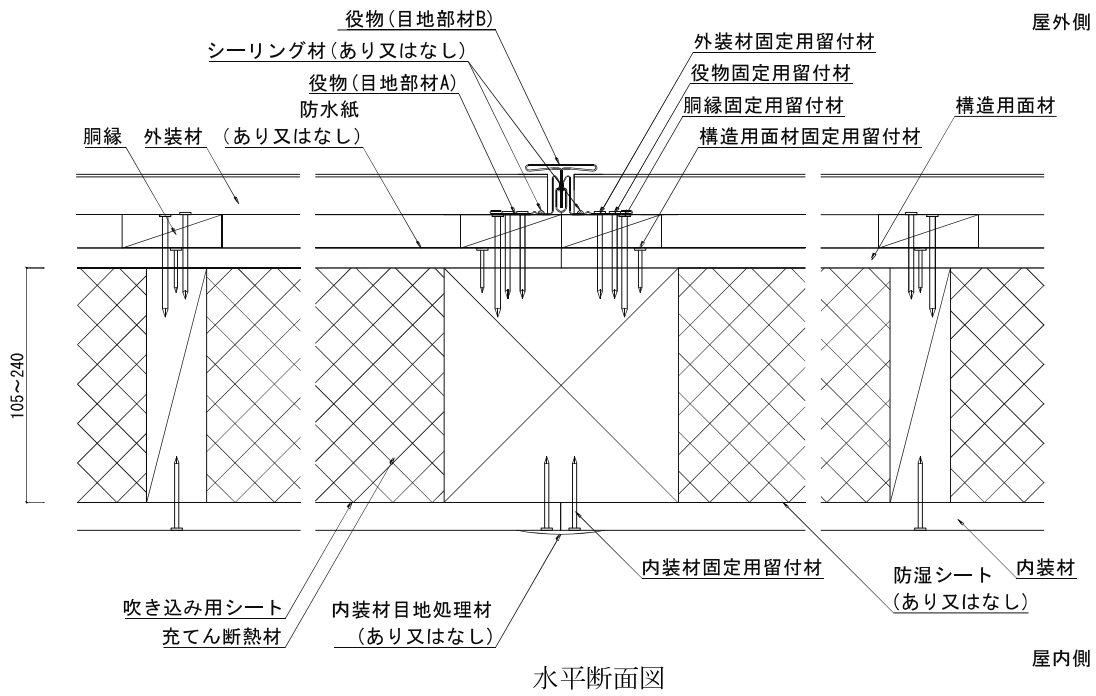 役物(目地部材B)
屋外側
シーリング材(あり又はなし)
外装材固定用留付材
役物(目地部材A)
役物固定用留付材
防水紙
(あり又はなし)
胴縁固定用留付材
構造用面材
胴縁
外装材
構造用面材固定用留付材
105~240
内装材固定用留付材
防湿シート
(あり又はなし)
内装材
吹き込み用シート
充てん断熱材
内装材目地処理材
(あり又はなし)
屋内側
水平断面図